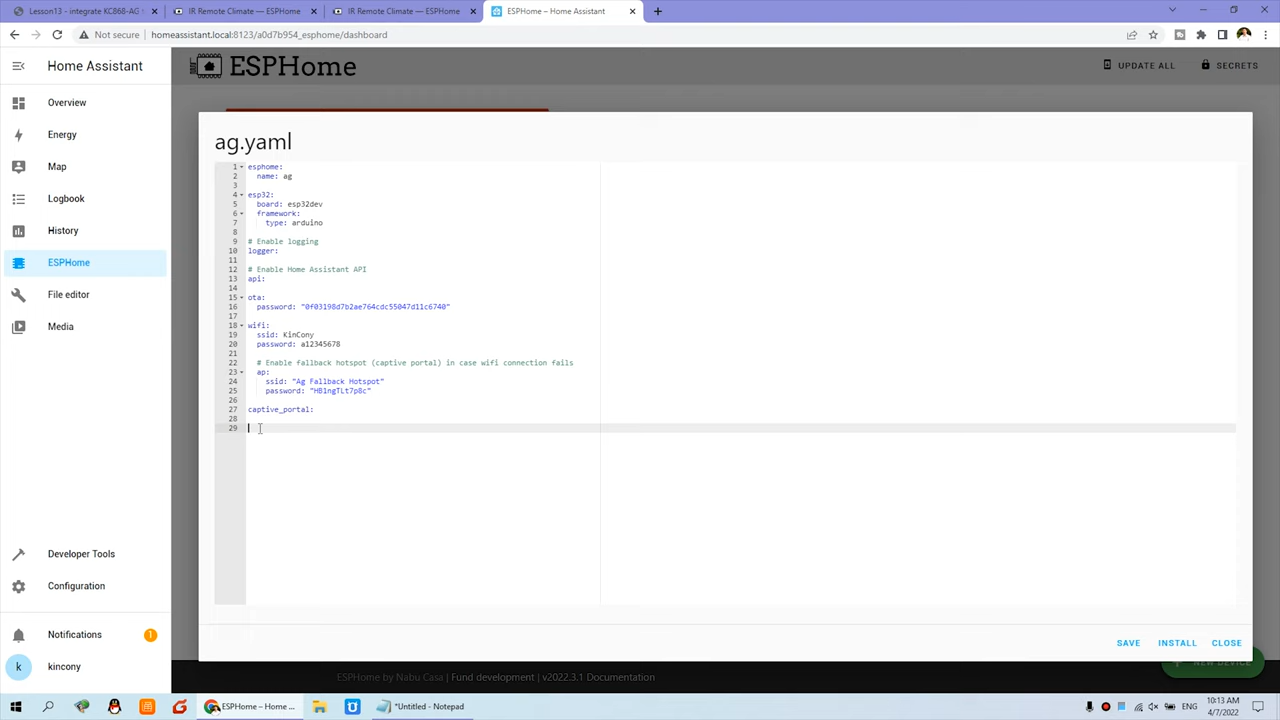 Lesson13 - integrate KC868-AG s
IR Remote Climate — ESPHome
IR Remote Climate — ESPHome
ESPHome – Home Assistant
Not secure
homeassistant.local:8123/a0d7b954_esphome/dashboard
Home Assistant
Overview
Energy
Map
Logbook
History
ESPHome
File editor
Media
Developer Tools
Configuration
Notifications
1
k
kincony
ESPHome
UPDATE ALL
SECRETS
ag.yaml
1 esphome:
2 name: ag
3
4 esp32:
5 board: esp32dev
6 framework:
7 type: arduino
8
9 # Enable logging
10 logger:
11
12 # Enable Home Assistant API
13 api:
14
15 ota:
16 password: "0f03198d7b2ae764cdc55047d11c6740"
17
18 wifi:
19 ssid: KinCony
20 password: a12345678
21
22 # Enable fallback hotspot (captive portal) in case wifi connection fails
23 ap:
24 ssid: "Ag Fallback Hotspot"
25 password: "HB1ngTLt7p8c"
26
27 captive_portal:
28
29
SAVE
INSTALL
CLOSE
NEW DEVICE
ESPHome by Nabu Casa | Fund development | v2022.3.1 Documentation
ESPHome – Home ...
*Untitled - Notepad
ENG
10:13 AM
4/7/2022